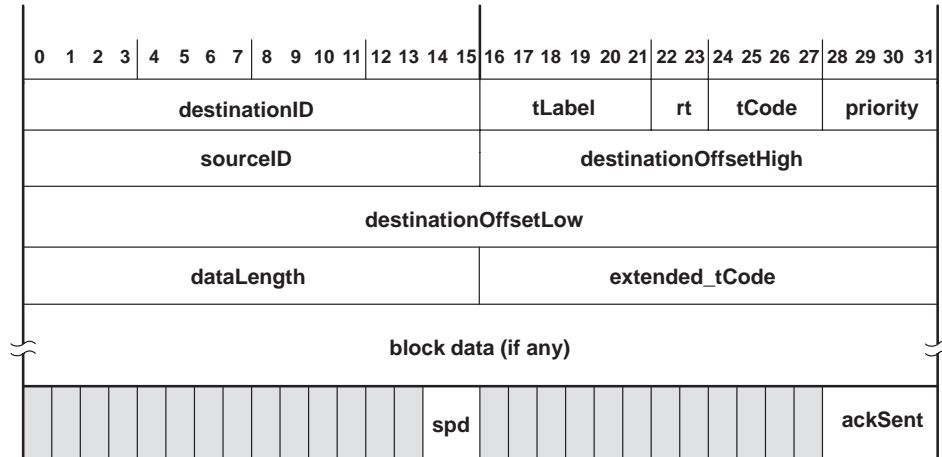 0 1 2 3 4 5 6 7 8 9 10 11 12 13 14 15 16 17 18 19 20 21 22 23 24 25 26 27 28 29 30 31
destinationID tLabel rt tCode priority
sourceID destinationOffsetHigh
destinationOffsetLow
dataLength extended_tCode
block data (if any)
spd ackSent